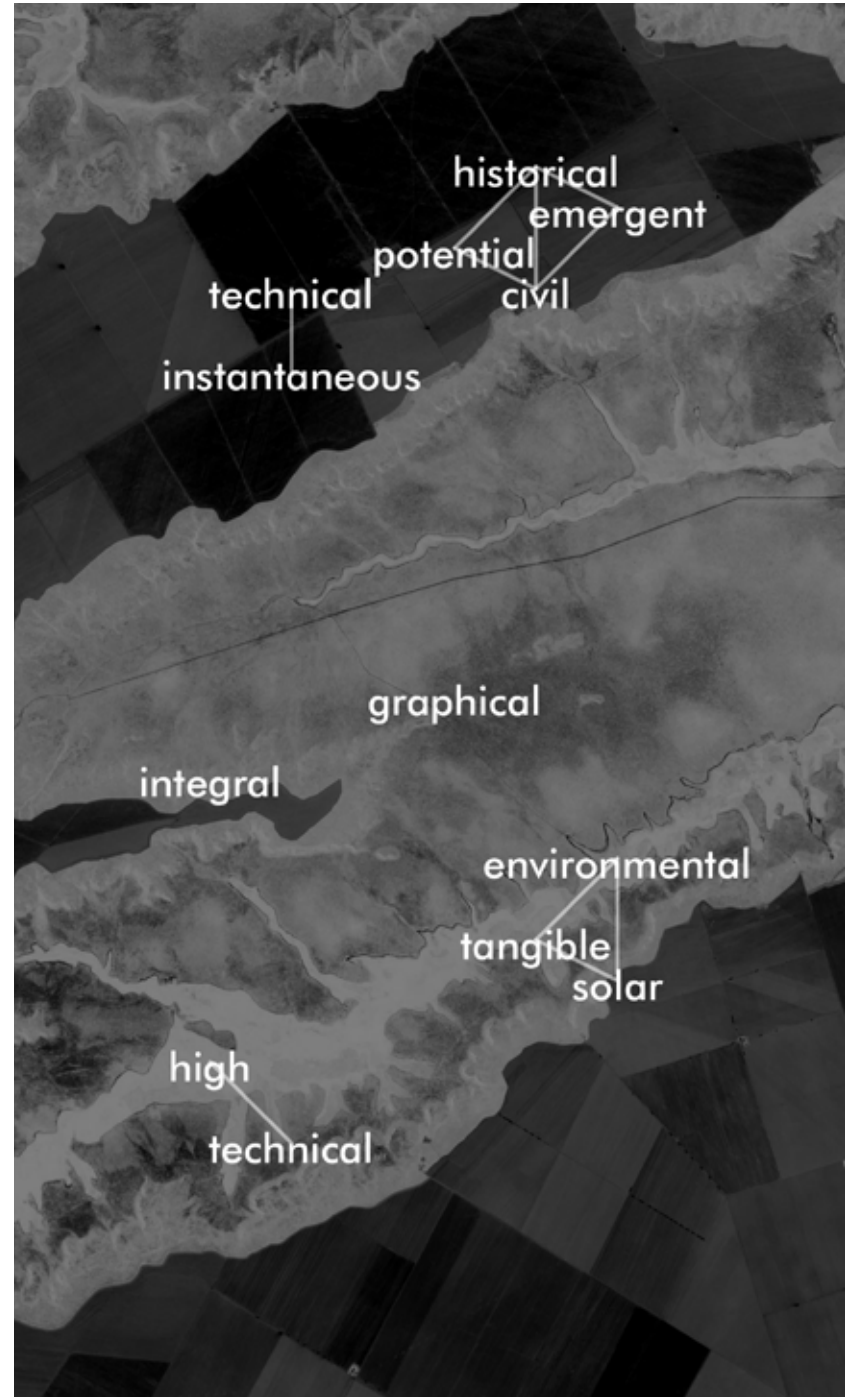 historical
emergent
potential
technical
civil
instantaneous
graphical
integral
environmental
tangible
solar
high
technical